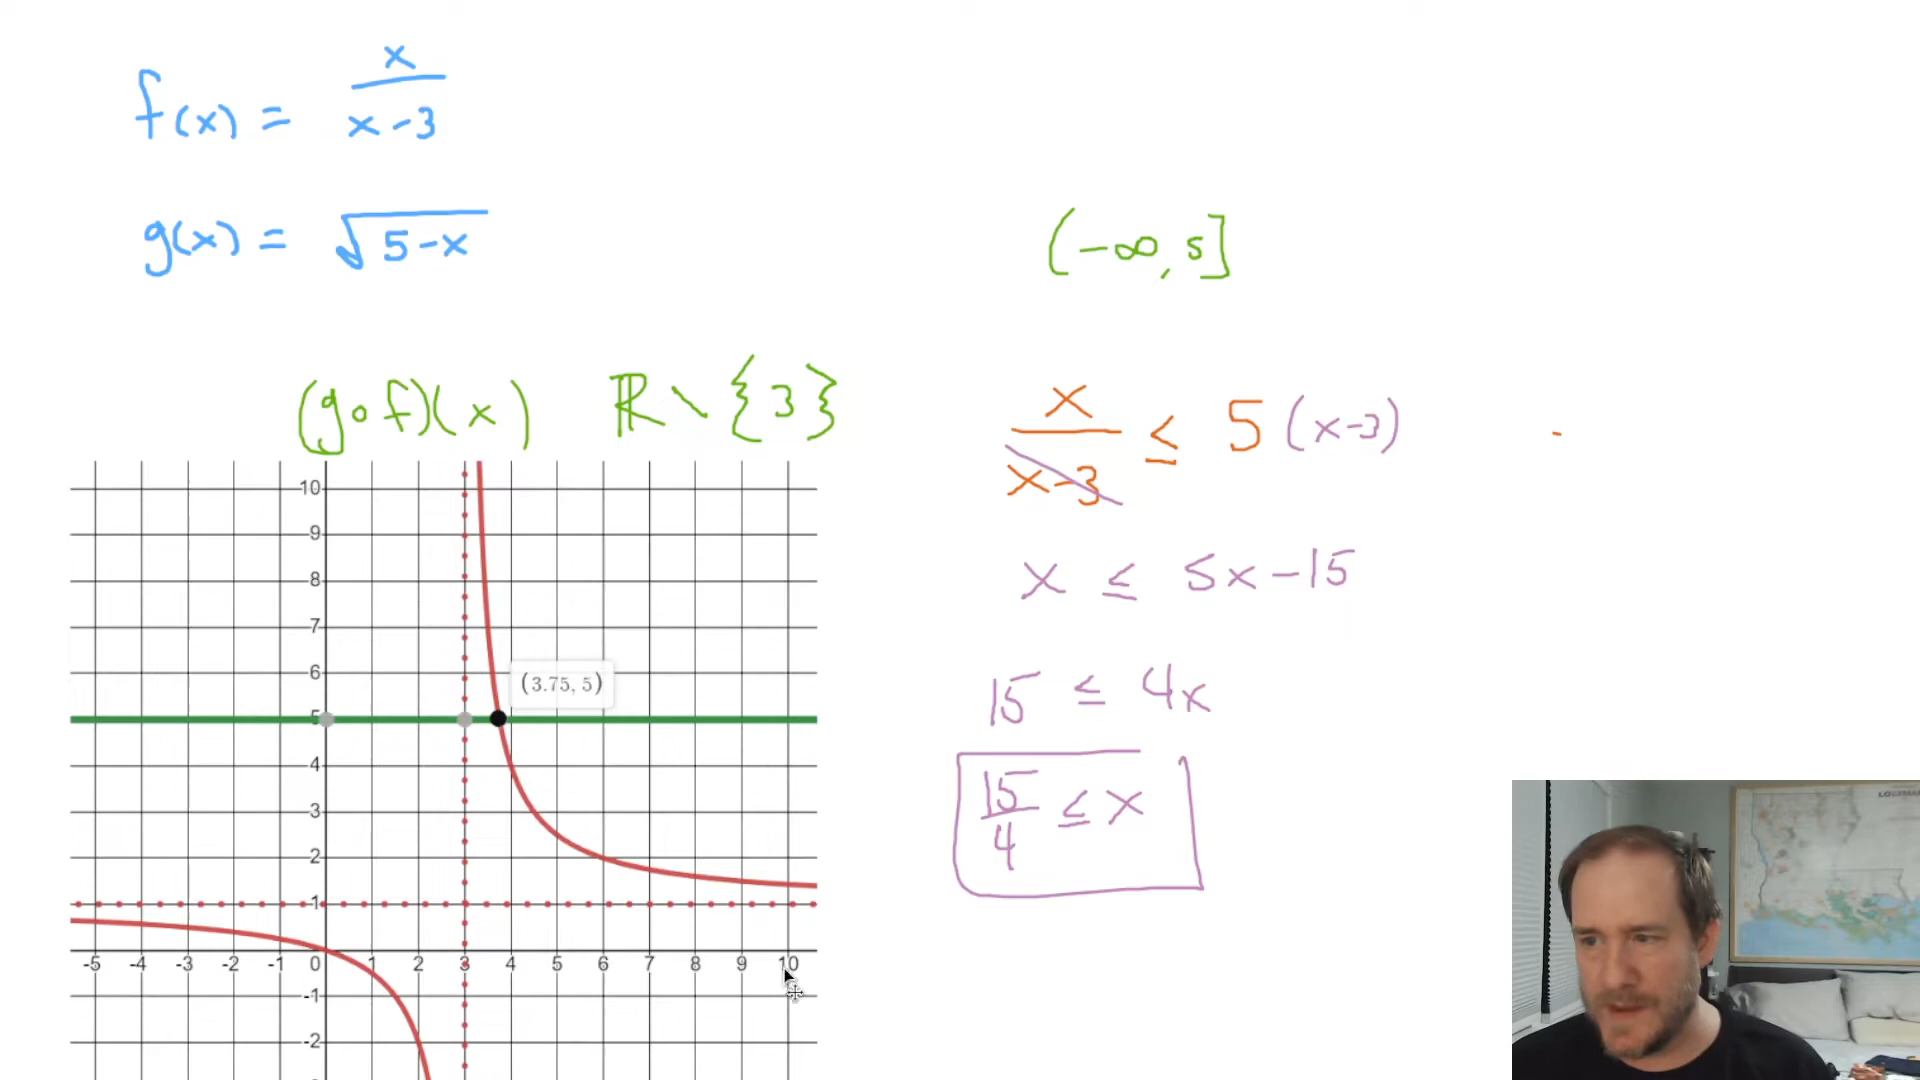 f(x) = x/(x-3)
g(x) = √(5-x)
(-∞, 5]
(g∘f)(x) ℝ \ {3}
x/(x-3) ≤ 5 (x-3)
x ≤ 5x-15
15 ≤ 4x
15/4 ≤ x
10
9
8
7
6
(3.75, 5)
5
4
3
2
1
-5 -4 -3 -2 -1 0 1 2 3 4 5 6 7 8 9 10
-1
-2